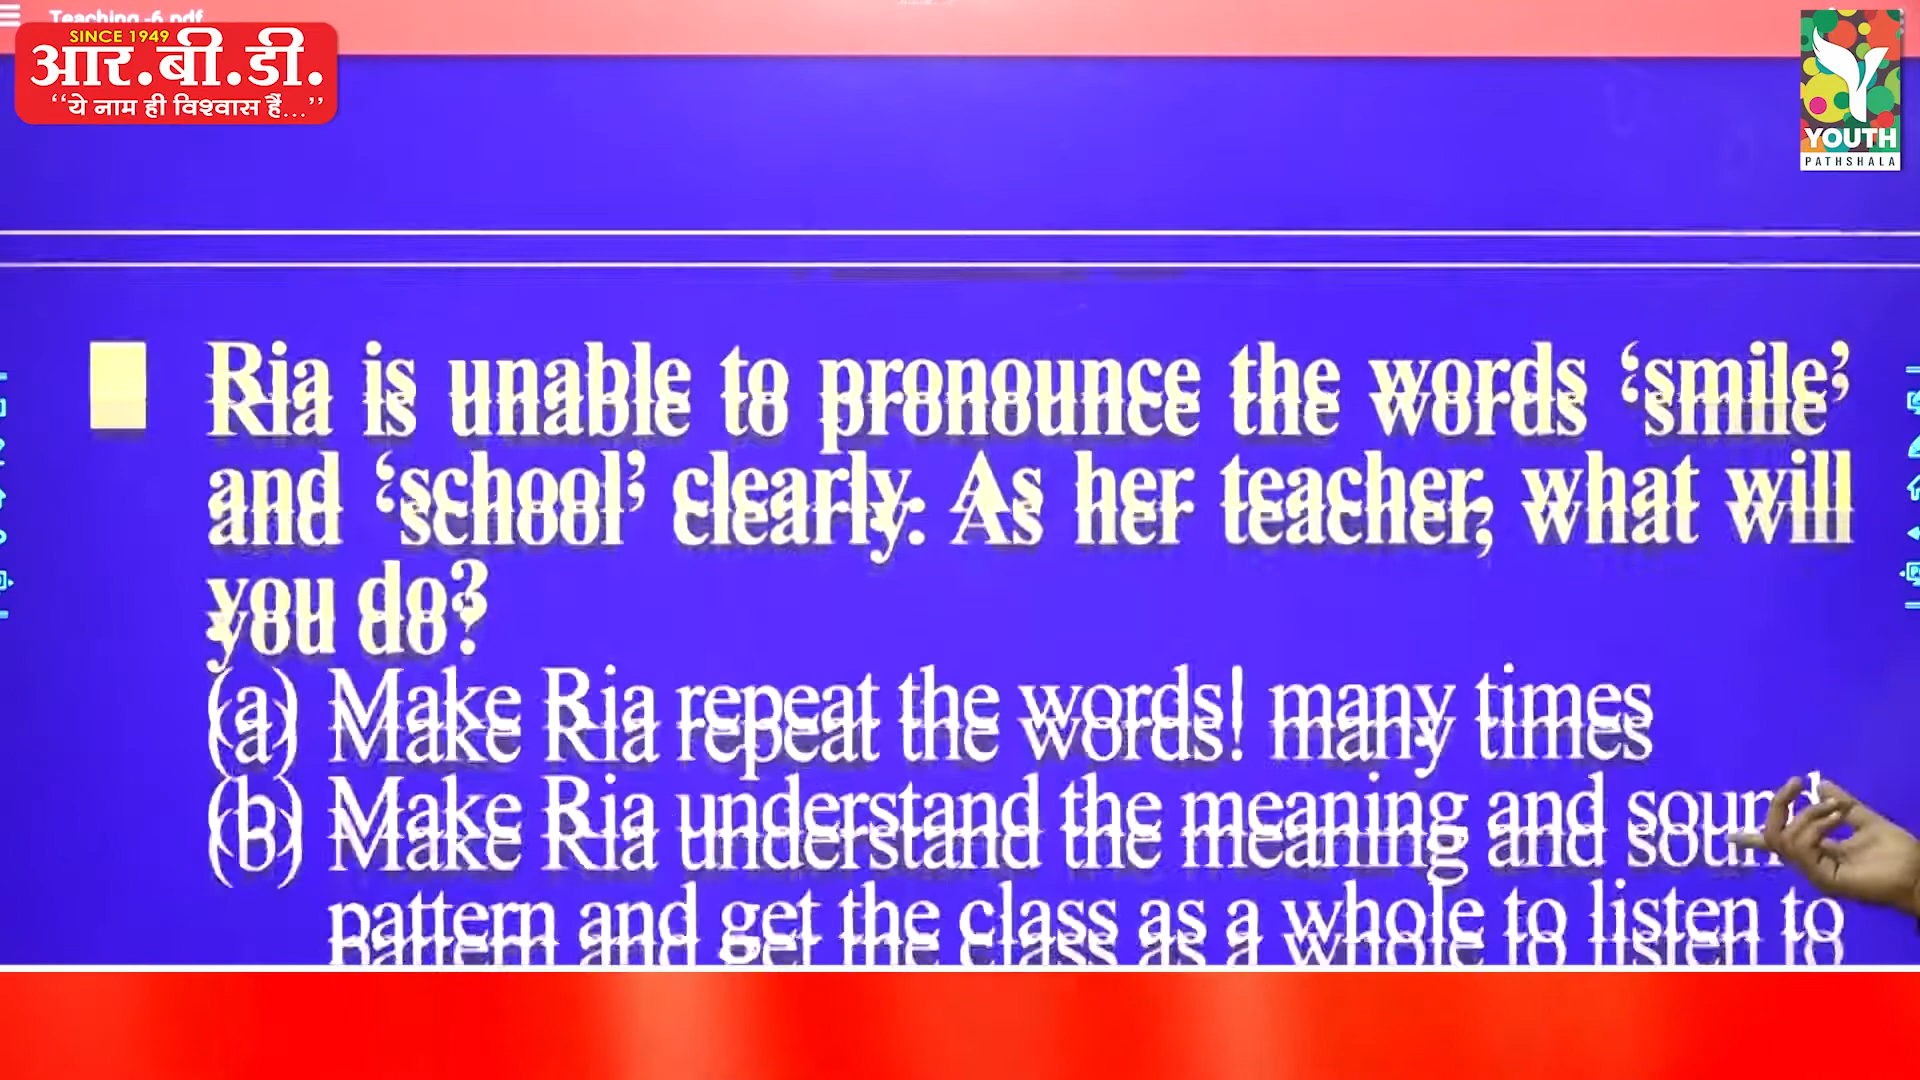 Teaching -6.pdf
SINCE 1949
आर.बी.डी.
“ये नाम ही विश्वास हैं...”
YOUTH
PATHSHALA
Ria is unable to pronounce the words ‘smile’
and ‘school’ clearly. As her teacher, what will
you do?
(a) Make Ria repeat the words! many times
(b) Make Ria understand the meaning and sound
pattern and get the class as a whole to listen to